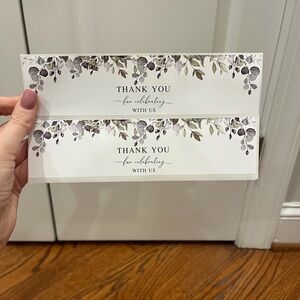 THANK YOU
for celebrating
WITH US
THANK YOU
for celebrating
WITH US